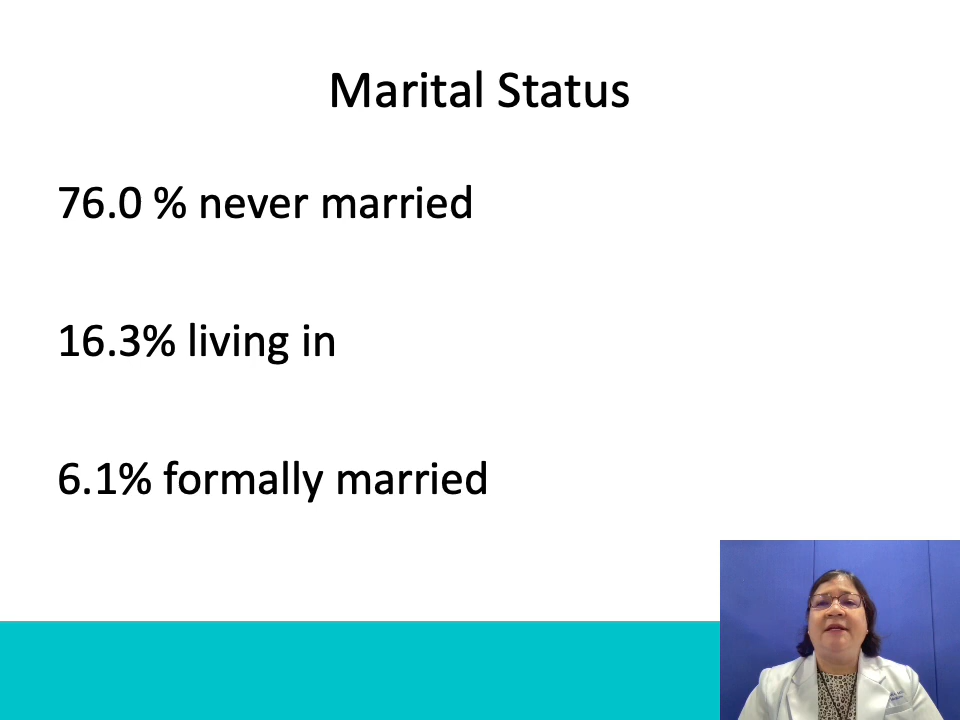 Marital Status
76.0 % never married
16.3% living in
6.1% formally married